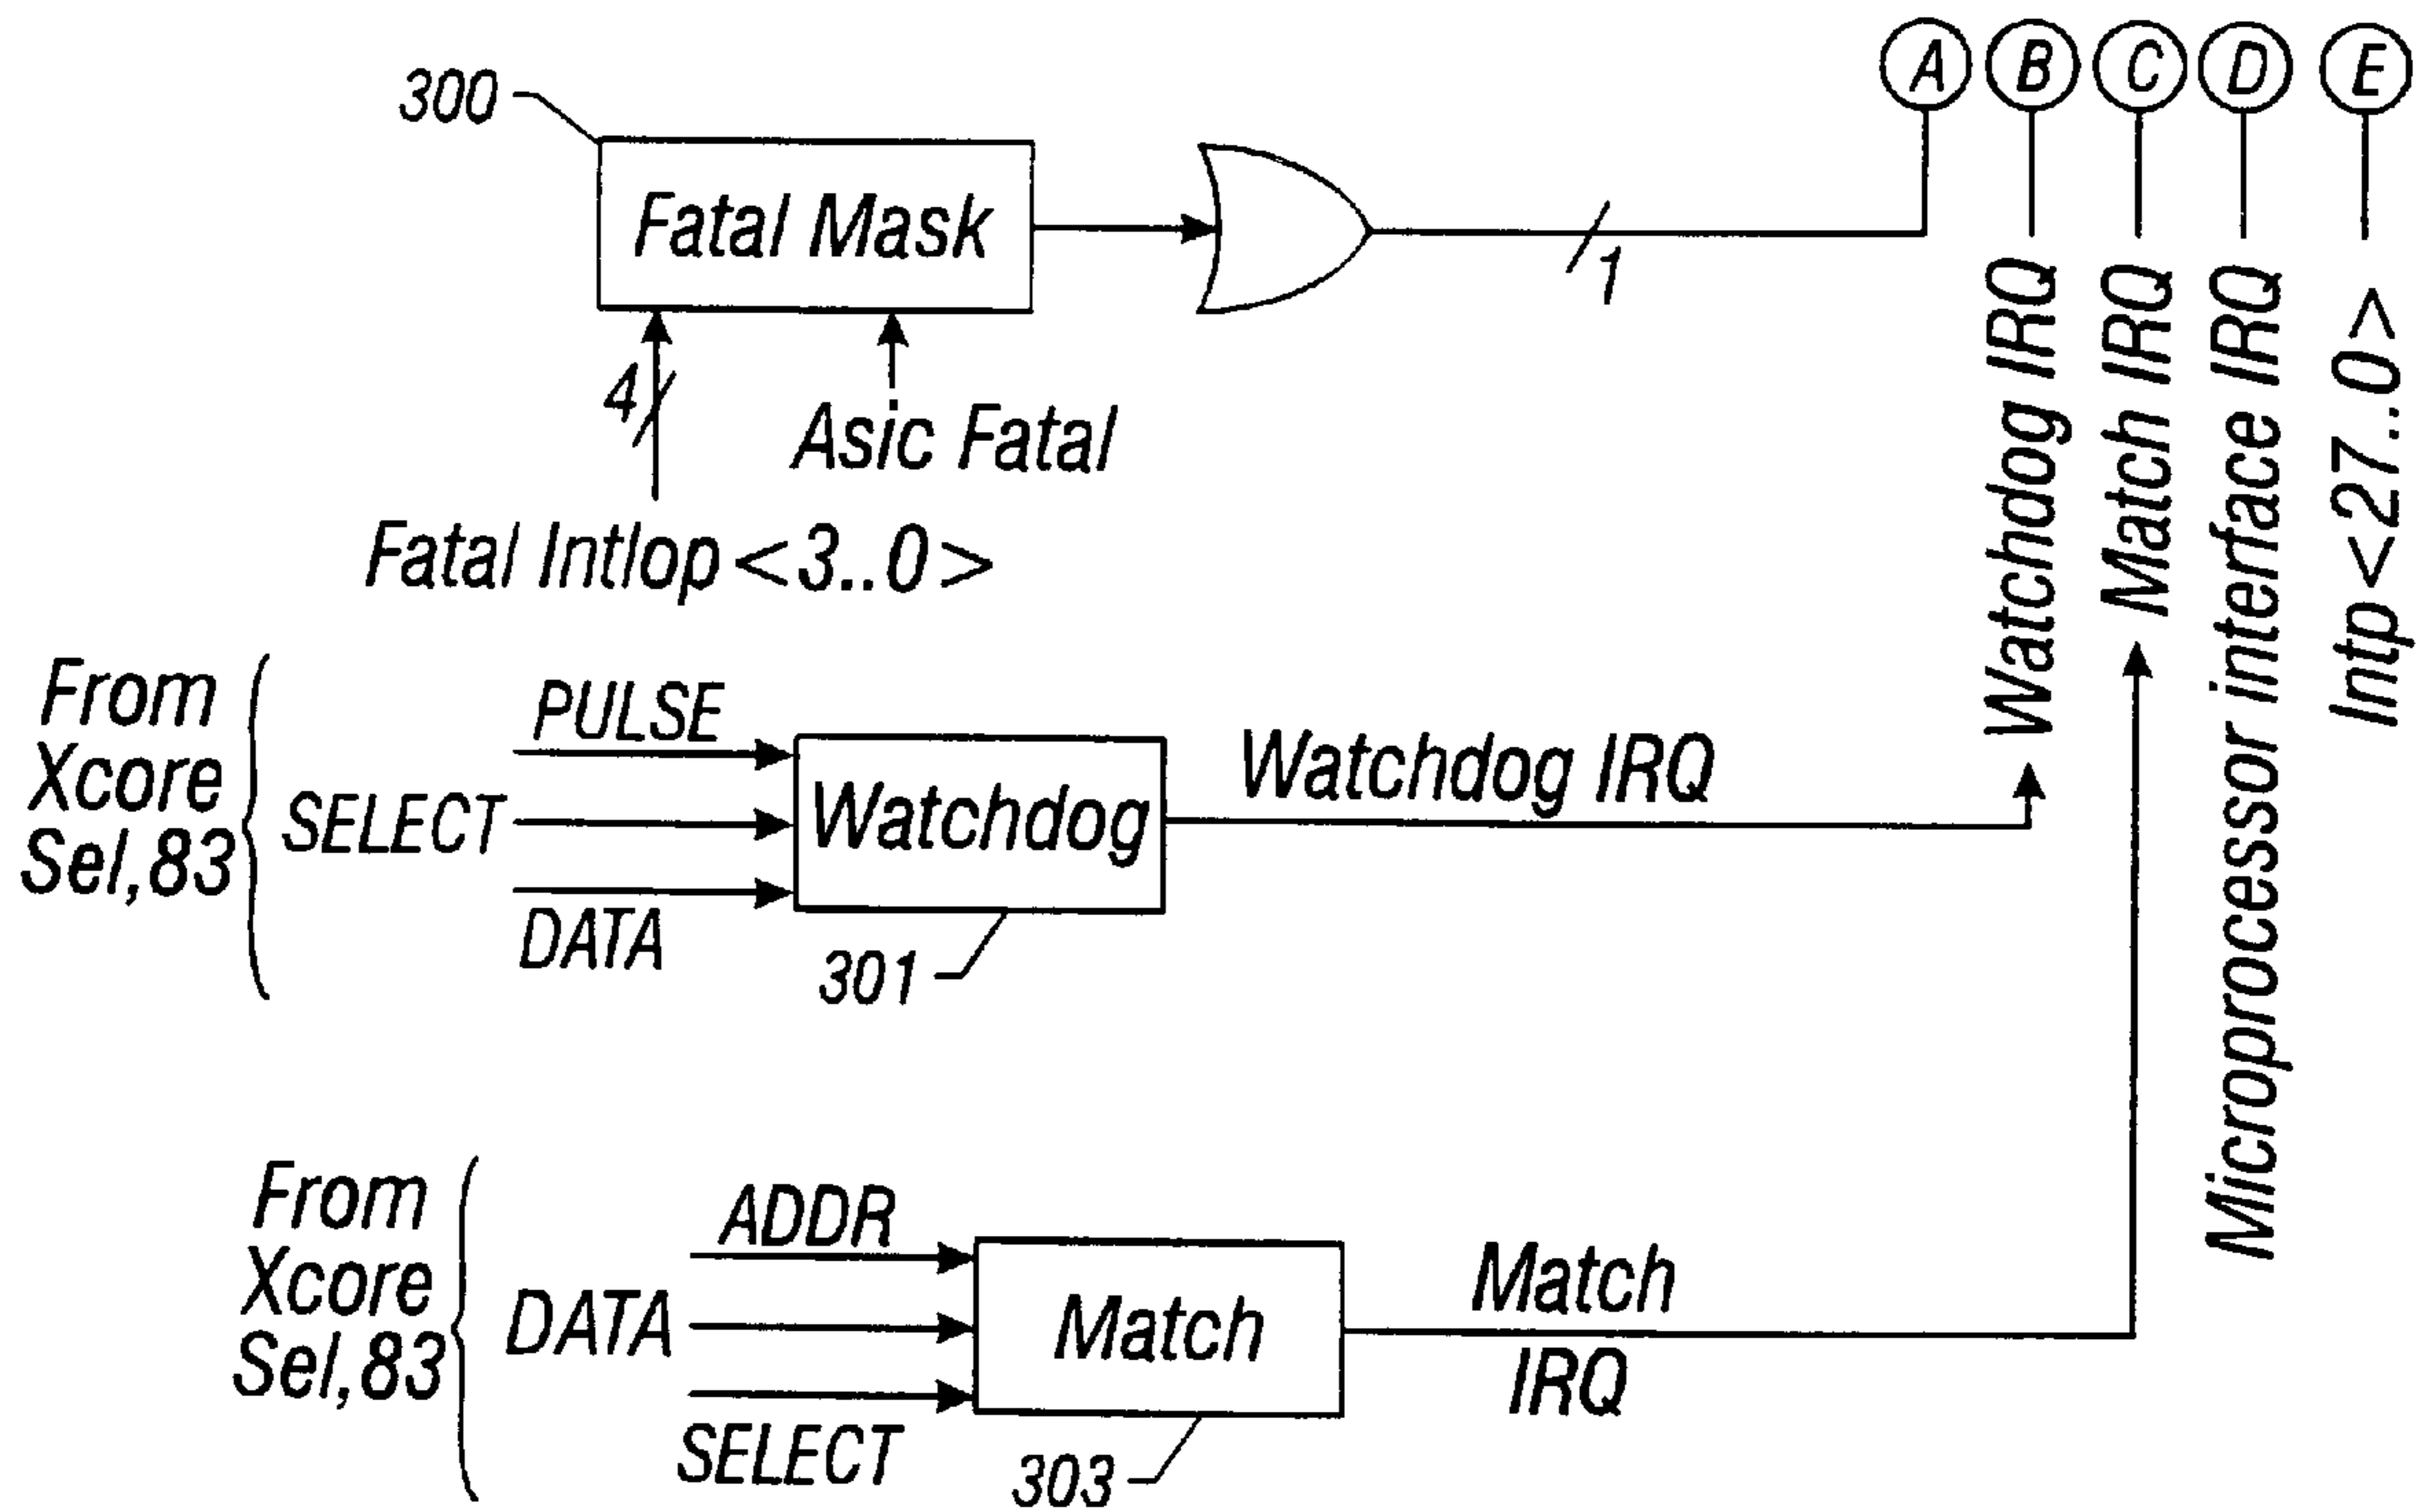 A B C D E
300
Fatal Mask
1
4
Asic Fatal
Fatal Intlop <3..0>
Watchdog IRQ
Match IRQ
Microprocessor interface IRQ
Intp <27..0>
From
Xcore
Sel,83
PULSE
SELECT
DATA
Watchdog
Watchdog IRQ
301
From
Xcore
Sel,83
ADDR
DATA
SELECT
Match
Match
IRQ
303